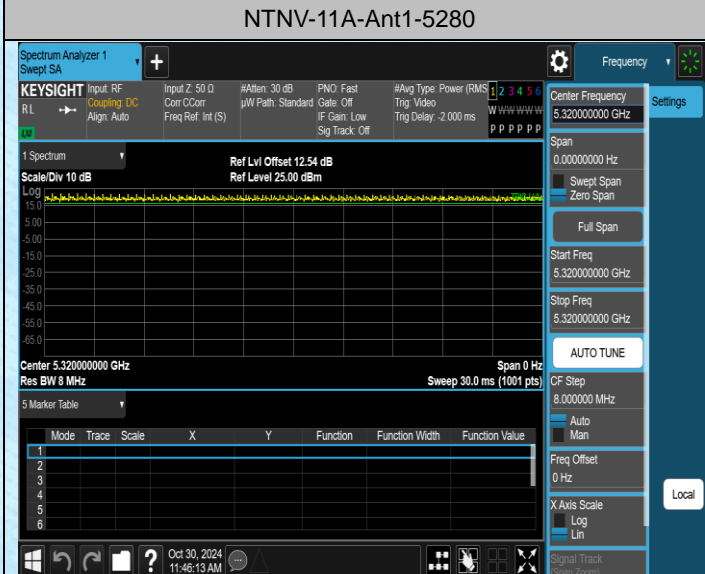 NTNV-11A-Ant1-5280
Spectrum Analyzer 1
Swept SA
Frequency
KEYSIGHT
RL
LXI
Input: RF
Coupling: DC
Align: Auto
Input Z: 50 Ω
Corr CCorr
Freq Ref: Int (S)
#Atten: 30 dB
µW Path: Standard
PNO: Fast
Gate: Off
IF Gain: Low
Sig Track: Off
#Avg Type: Power (RMS
Trig: Video
Trig Delay: -2.000 ms
1 2 3 4 5 6
W W W W W W
P P P P P P
1 Spectrum
Scale/Div 10 dB
Ref Lvl Offset 12.54 dB
Ref Level 25.00 dBm
Log
15.0
5.00
-5.00
-15.0
-25.0
-35.0
-45.0
-55.0
-65.0
Center 5.320000000 GHz
Span 0 Hz
Res BW 8 MHz
Sweep 30.0 ms (1001 pts)
5 Marker Table
Mode Trace Scale X Y Function Function Width Function Value
1
2
3
4
5
6
Oct 30, 2024
11:46:13 AM
Center Frequency
5.320000000 GHz
Settings
Span
0.00000000 Hz
Swept Span
Zero Span
Full Span
Start Freq
5.320000000 GHz
Stop Freq
5.320000000 GHz
AUTO TUNE
CF Step
8.000000 MHz
Auto
Man
Freq Offset
0 Hz
X Axis Scale
Log
Lin
Signal Track
(Span Zoom)
Local